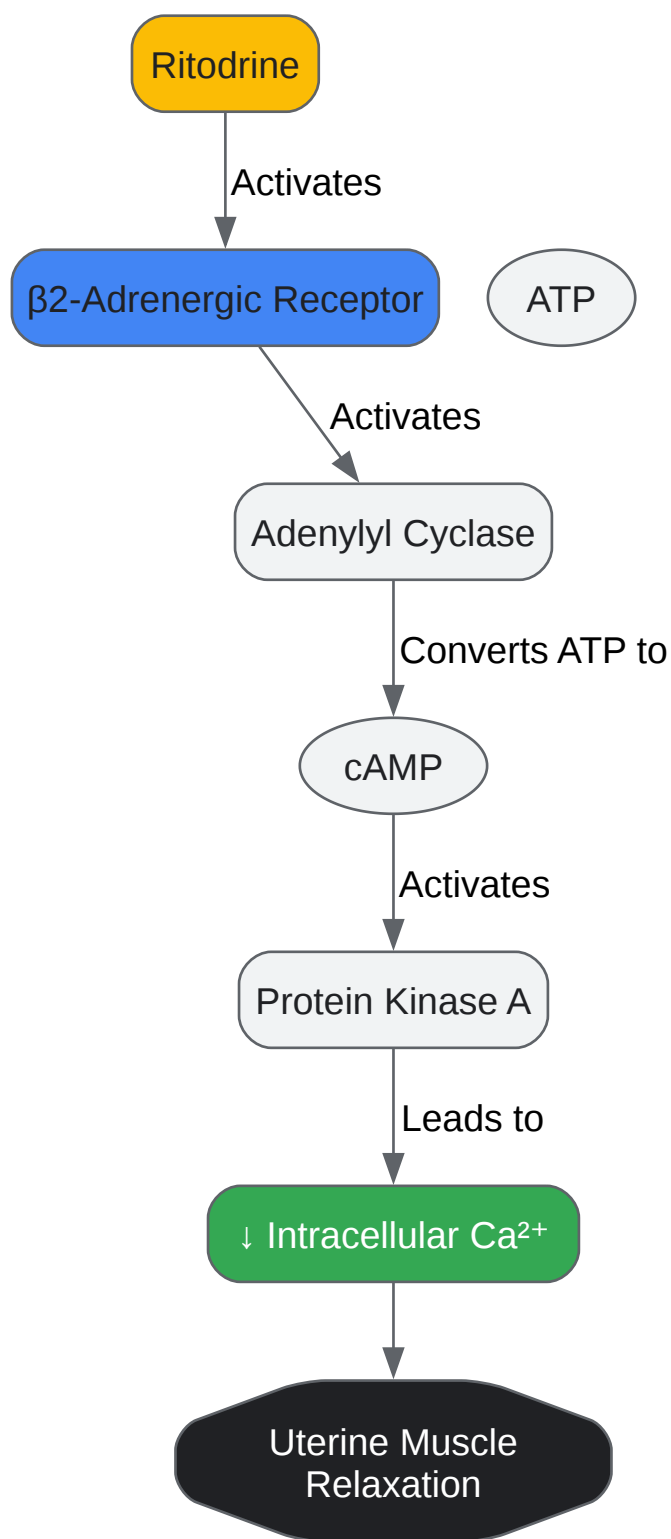 Ritodrine
Activates
β2-Adrenergic Receptor
ATP
Activates
Adenylyl Cyclase
Converts ATP to
cAMP
Activates
Protein Kinase A
Leads to
↓ Intracellular Ca²⁺
Uterine Muscle
Relaxation